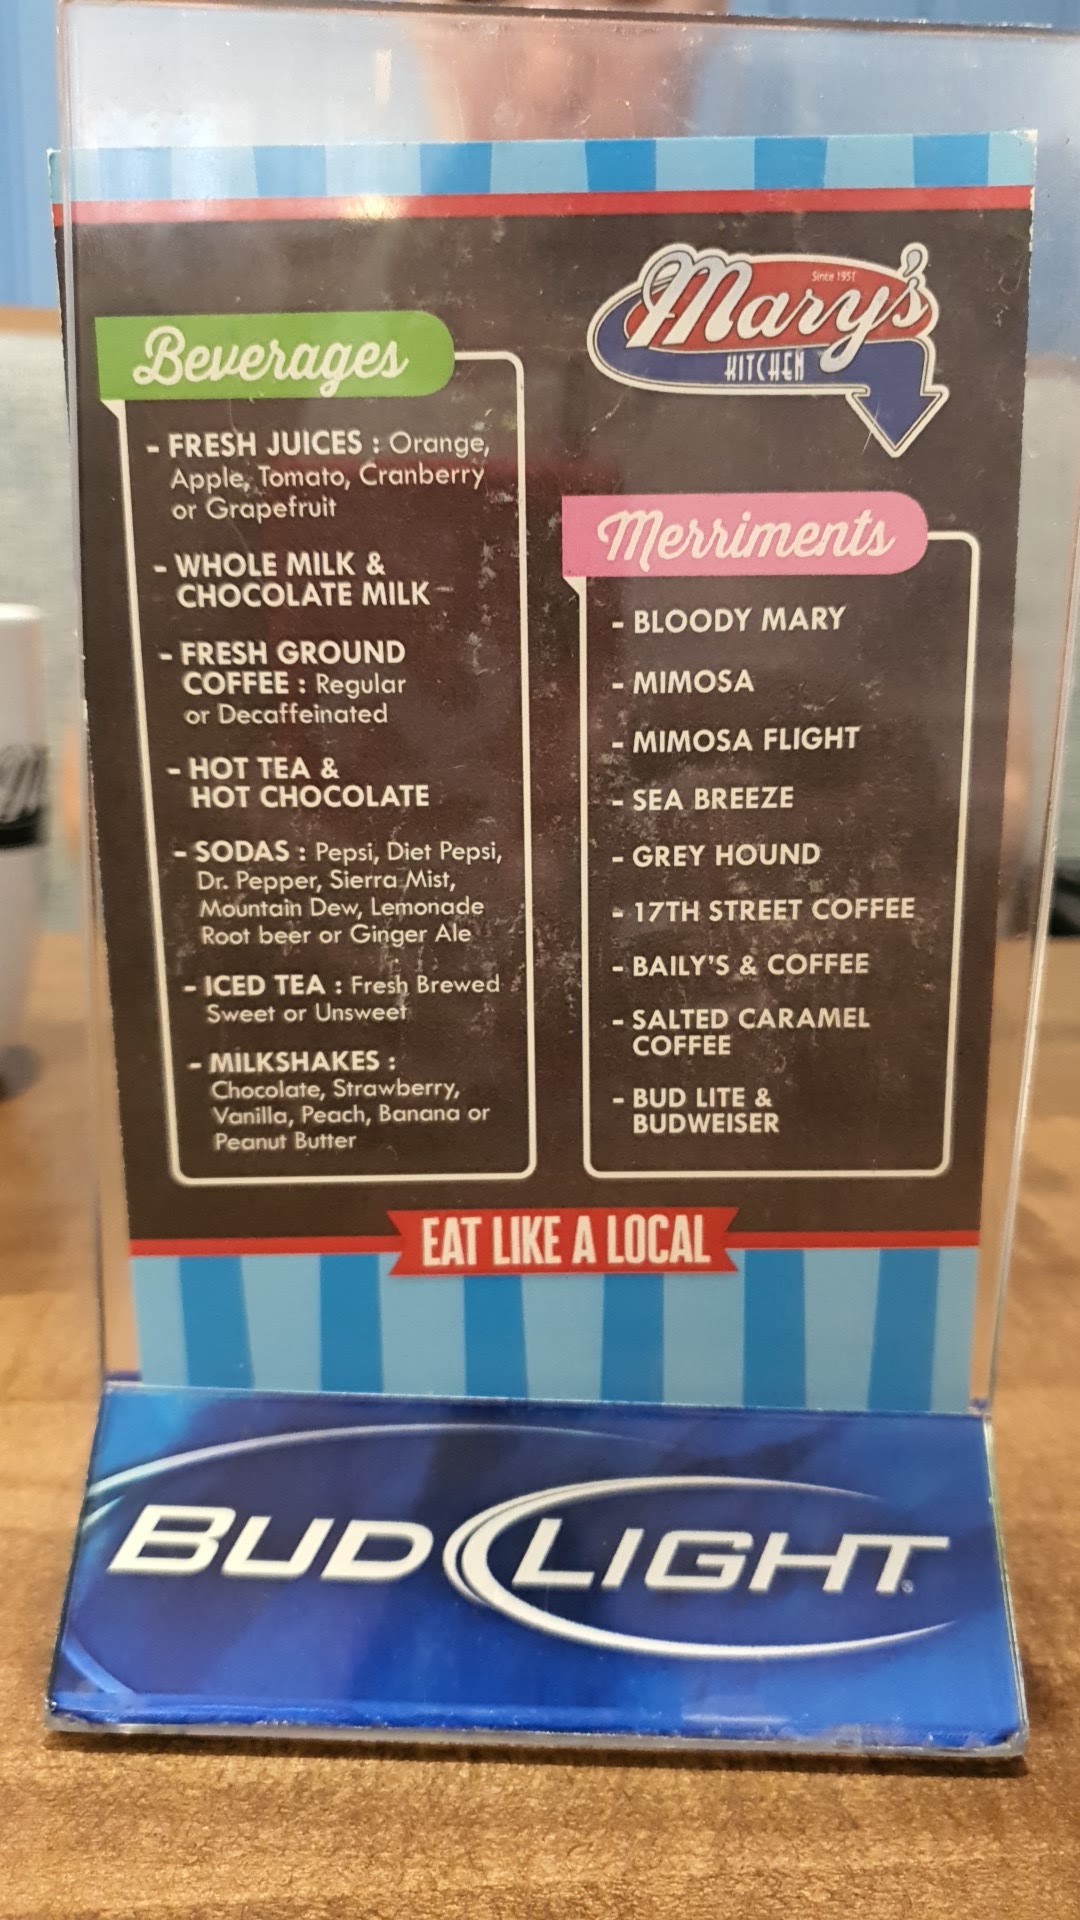 Mary's
Since 1951
KITCHEN
Beverages
- FRESH JUICES : Orange,
Apple, Tomato, Cranberry
or Grapefruit
- WHOLE MILK &
CHOCOLATE MILK
- FRESH GROUND
COFFEE : Regular
or Decaffeinated
- HOT TEA &
HOT CHOCOLATE
- SODAS : Pepsi, Diet Pepsi,
Dr. Pepper, Sierra Mist,
Mountain Dew, Lemonade
Root beer or Ginger Ale
- ICED TEA : Fresh Brewed
Sweet or Unsweet
- MILKSHAKES :
Chocolate, Strawberry,
Vanilla, Peach, Banana or
Peanut Butter
Merriments
- BLOODY MARY
- MIMOSA
- MIMOSA FLIGHT
- SEA BREEZE
- GREY HOUND
- 17TH STREET COFFEE
- BAILY'S & COFFEE
- SALTED CARAMEL
COFFEE
- BUD LITE &
BUDWEISER
EAT LIKE A LOCAL
BUD LIGHT